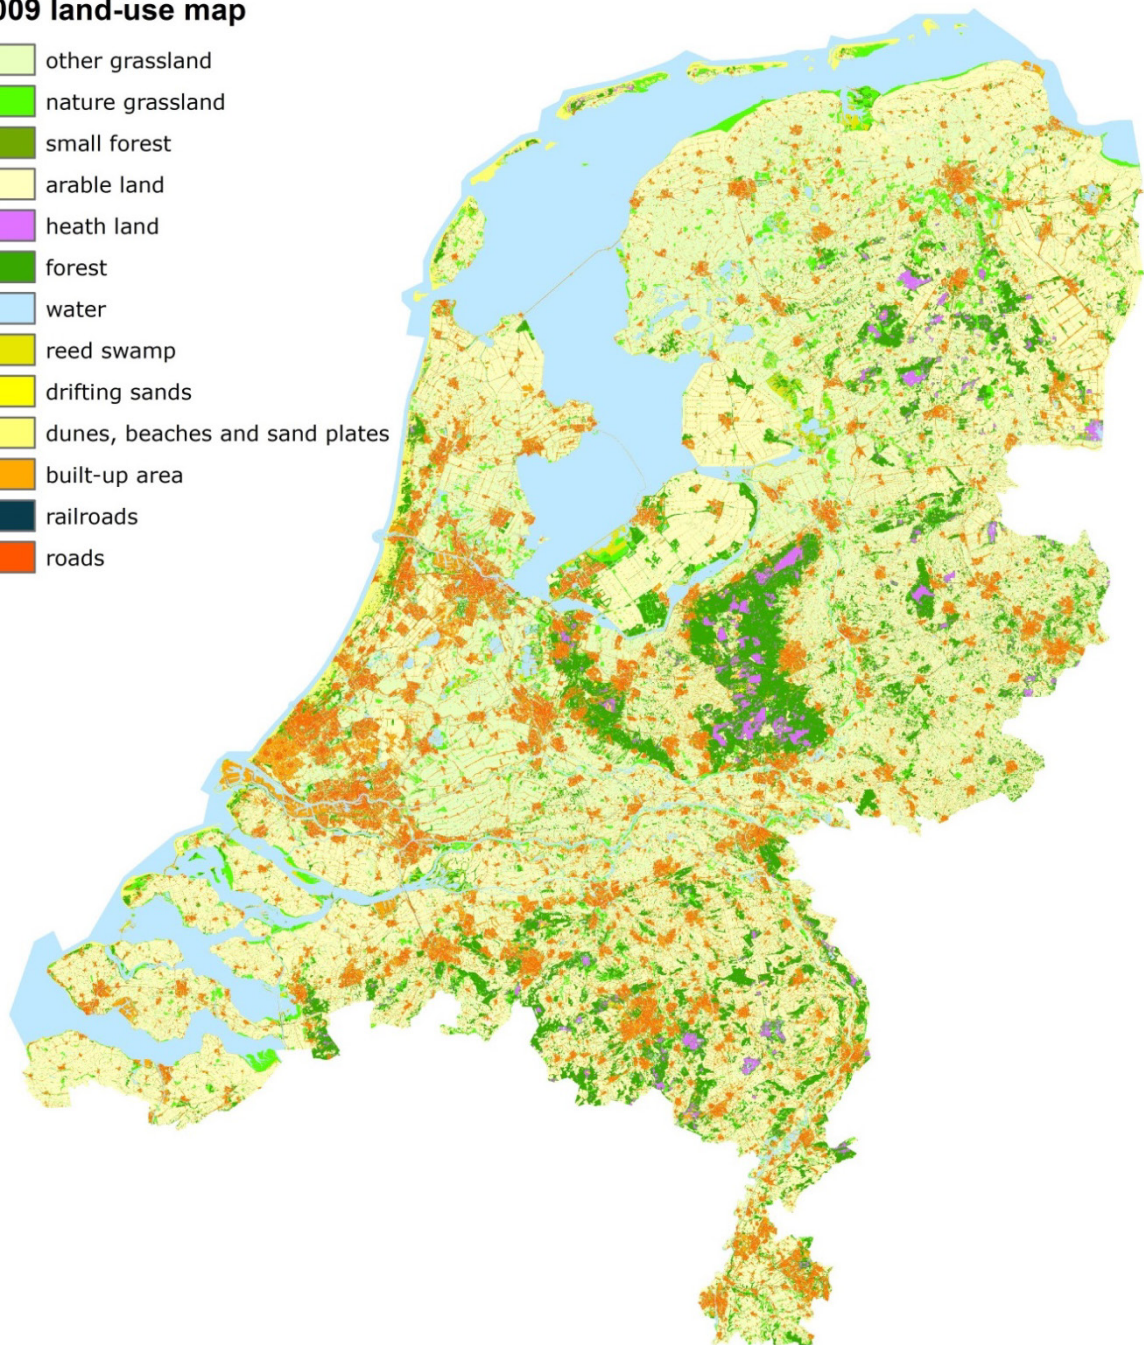 009 land-use map
other grassland
nature grassland
small forest
arable land
heath land
forest
water
reed swamp
drifting sands
dunes, beaches and sand plates
built-up area
railroads
roads